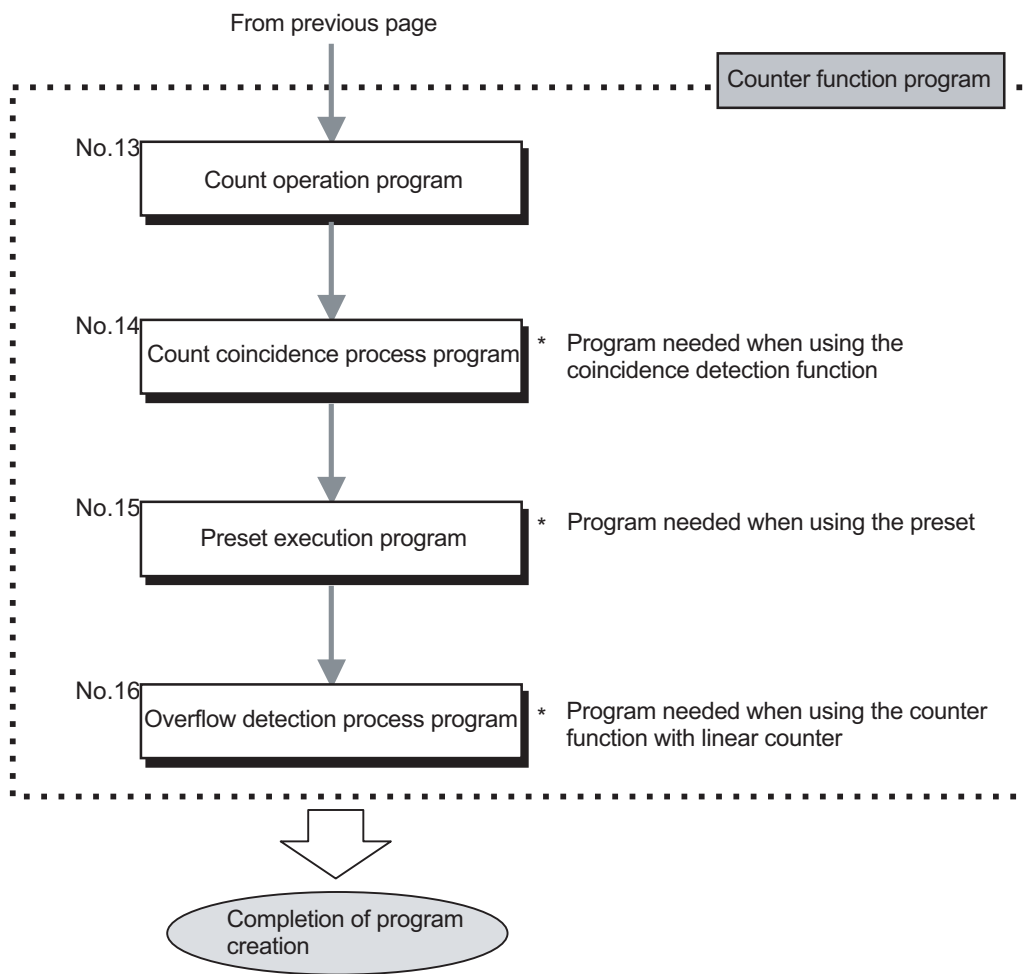 From previous page
Counter function program
No.13
Count operation program
No.14
Count coincidence process program
* Program needed when using the
coincidence detection function
No.15
Preset execution program
* Program needed when using the preset
No.16
Overflow detection process program
* Program needed when using the counter
function with linear counter
Completion of program
creation